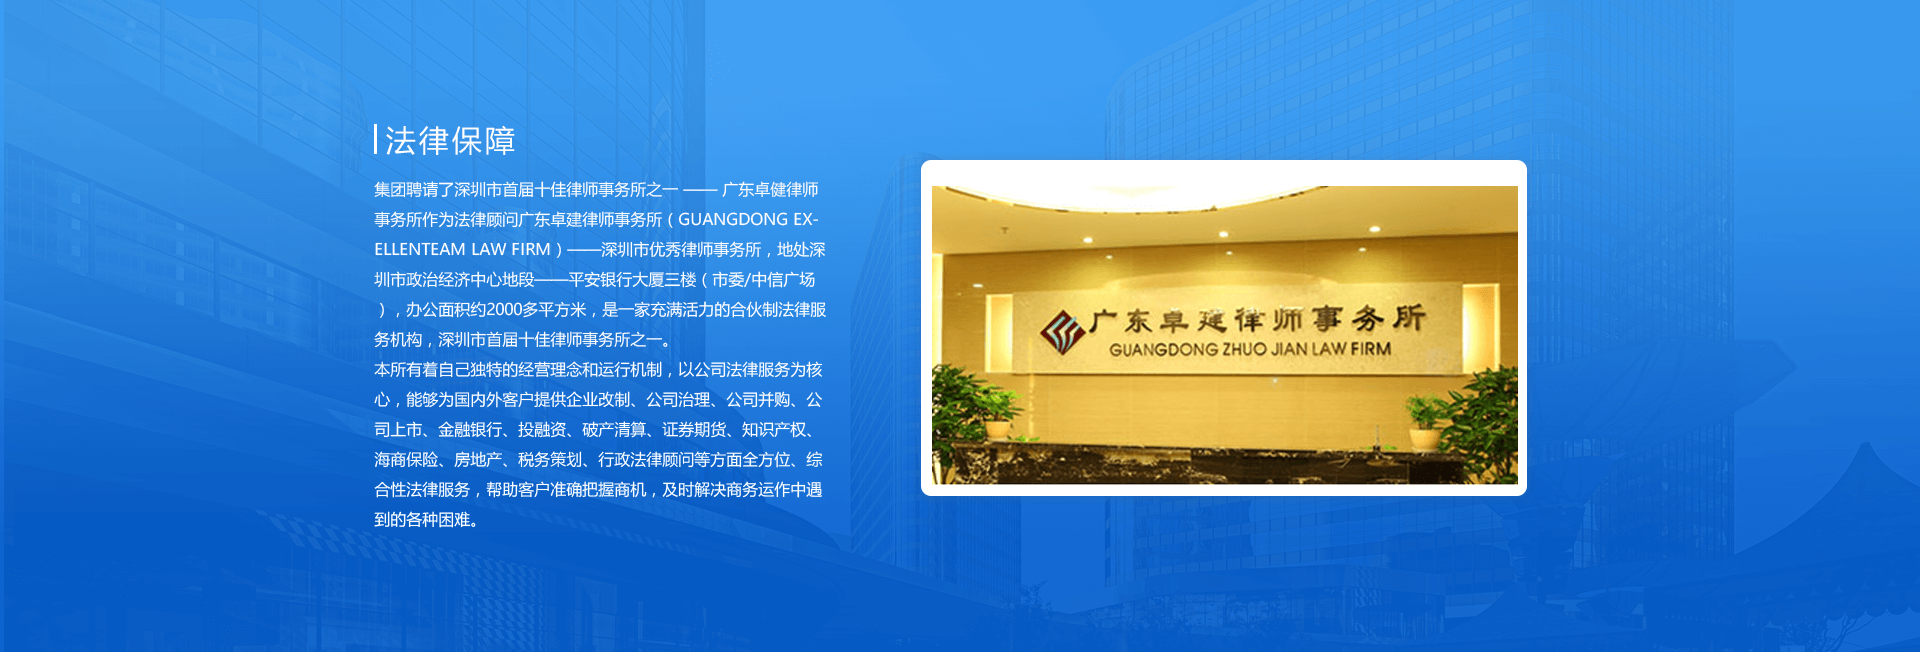 法律保障
集团聘请了深圳市首届十佳律师事务所之一 —— 广东卓健律师
事务所作为法律顾问广东卓建律师事务所（GUANGDONG EX-
ELLENTEAM LAW FIRM）——深圳市优秀律师事务所，地处深
圳市政治经济中心地段——平安银行大厦三楼（市委/中信广场
），办公面积约2000多平方米，是一家充满活力的合伙制法律服
务机构，深圳市首届十佳律师事务所之一。
本所有着自己独特的经营理念和运行机制，以公司法律服务为核
心，能够为国内外客户提供企业改制、公司治理、公司并购、公
司上市、金融银行、投融资、破产清算、证券期货、知识产权、
海商保险、房地产、税务策划、行政法律顾问等方面全方位、综
合性法律服务，帮助客户准确把握商机，及时解决商务运作中遇
到的各种困难。
广东卓建律师事务所
GUANGDONG ZHUO JIAN LAW FIRM